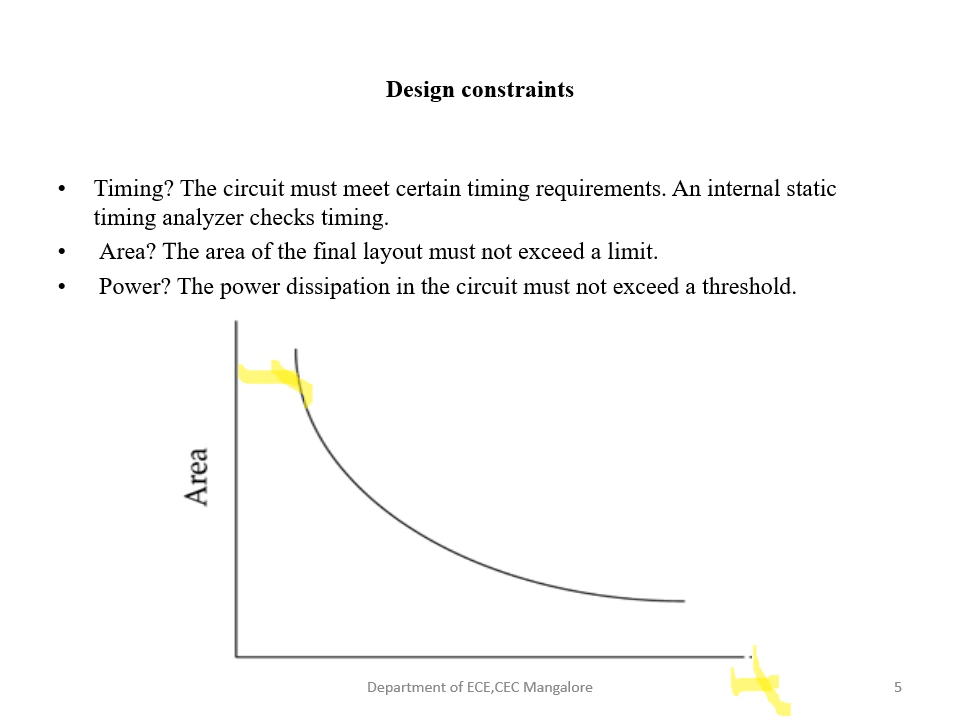 Design constraints
• Timing? The circuit must meet certain timing requirements. An internal static
timing analyzer checks timing.
• Area? The area of the final layout must not exceed a limit.
• Power? The power dissipation in the circuit must not exceed a threshold.
Area
Department of ECE,CEC Mangalore
5